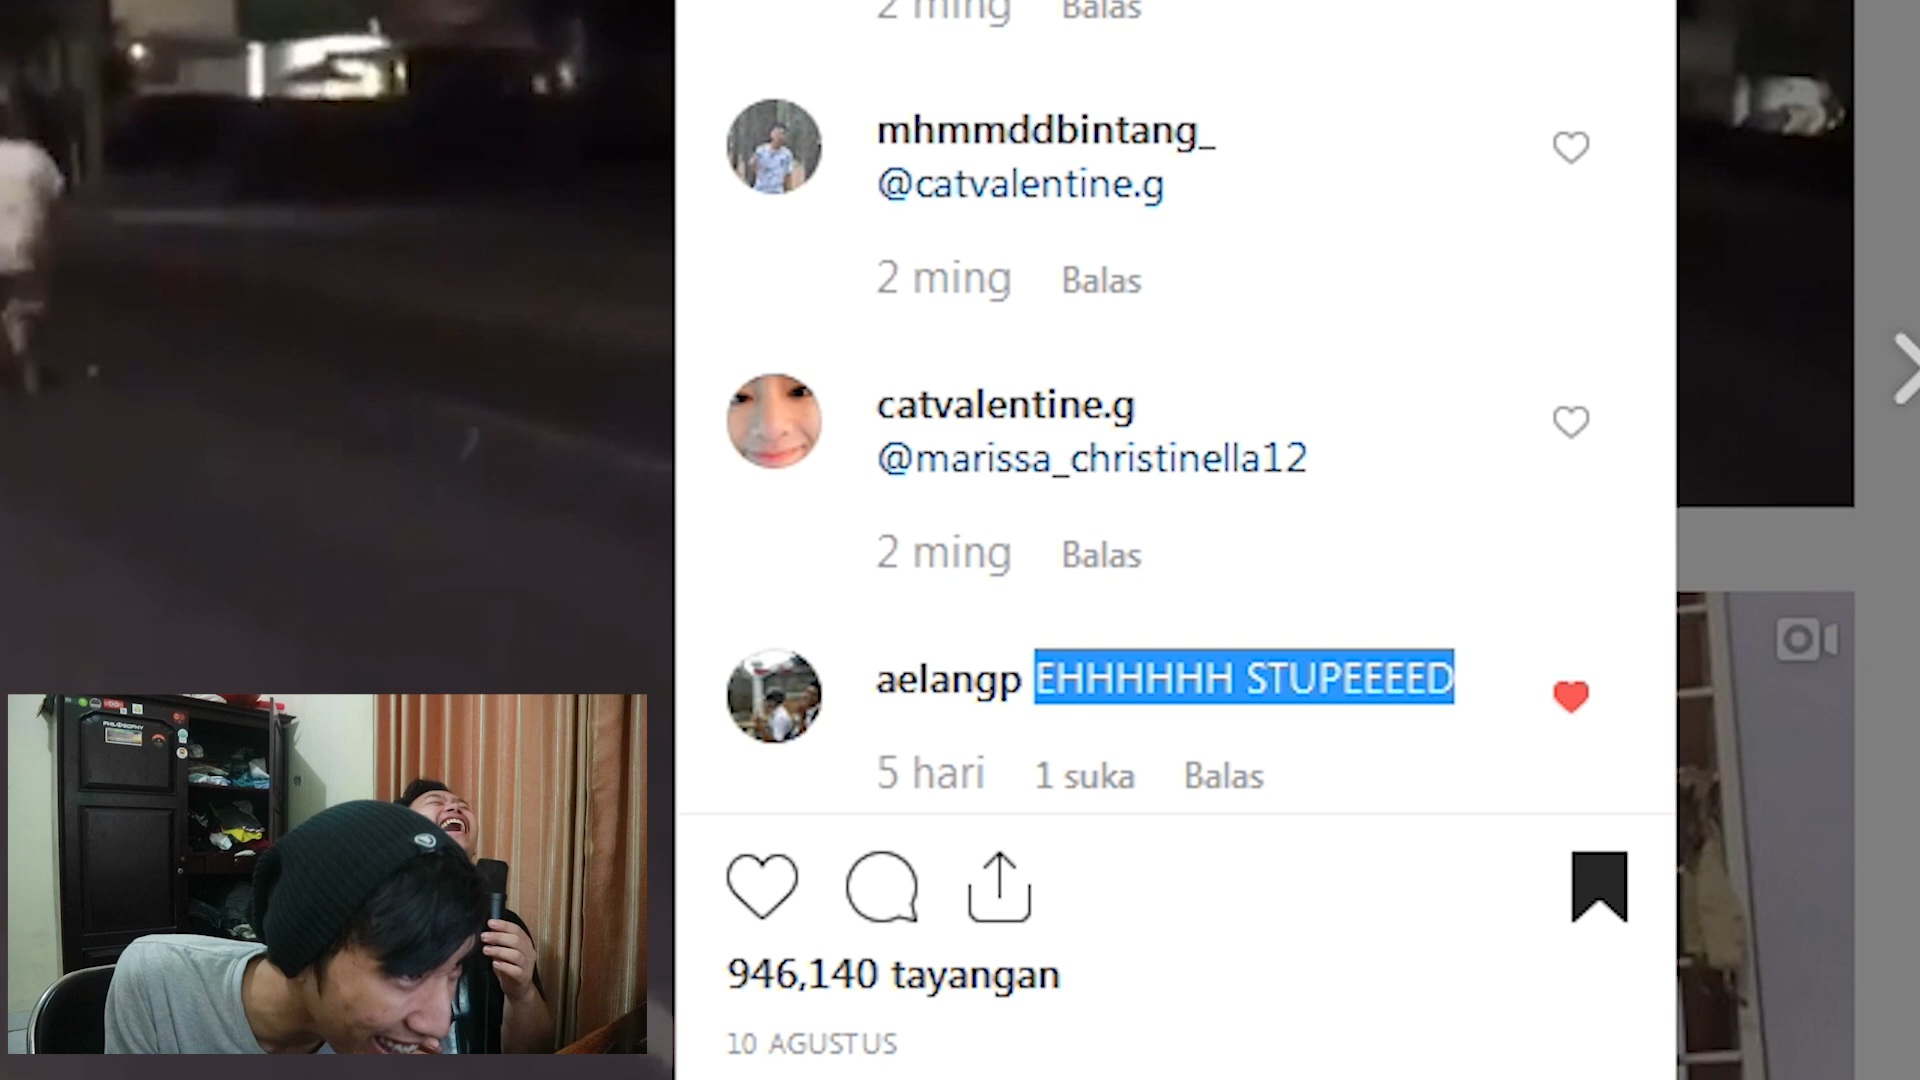 2 ming Balas
mhmmddbintang_
@catvalentine.g
2 ming Balas
catvalentine.g
@marissa_christinella12
2 ming Balas
aelangp EHHHHHH STUPEEEED
5 hari 1 suka Balas
946,140 tayangan
10 AGUSTUS
PHILOSOPHY